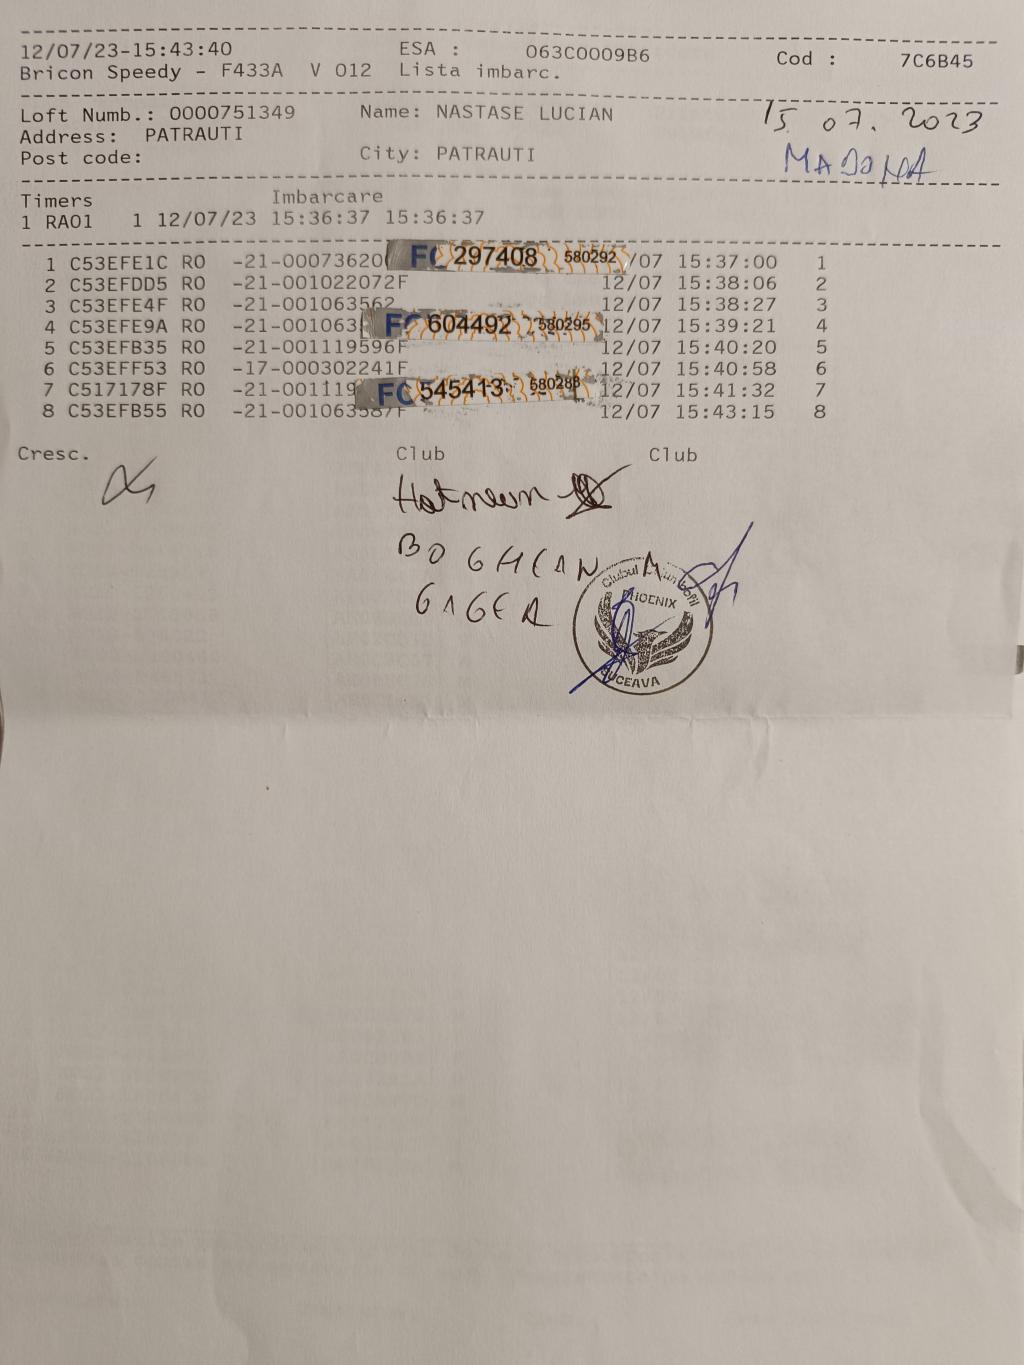 12/07/23-15:43:40 ESA : 063C0009B6 Cod : 7C6B45
Bricon Speedy - F433A V 012 Lista imbarc.
Loft Numb.: 0000751349 Name: NASTASE LUCIAN
15 07. 2023
Address: PATRAUTI
Post code: City: PATRAUTI
MADONA
Timers Imbarcare
1 RA01 1 12/07/23 15:36:37 15:36:37
1 C53EFE1C RO -21-00073620 FC 297408 580292 /07 15:37:00 1
2 C53EFDD5 RO -21-001022072F 12/07 15:38:06 2
3 C53EFE4F RO -21-001063562 12/07 15:38:27 3
4 C53EFE9A RO -21-001063 FC 604492 580295 12/07 15:39:21 4
5 C53EFB35 RO -21-001119596F 12/07 15:40:20 5
6 C53EFF53 RO -17-000302241F 12/07 15:40:58 6
7 C517178F RO -21-001119 FC 545413 580288 12/07 15:41:32 7
8 C53EFB55 RO -21-001063587F 12/07 15:43:15 8
Cresc. Club Club
BOGHEAN M
GAGEA
Clubul
PHOENIX
SUCEAVA